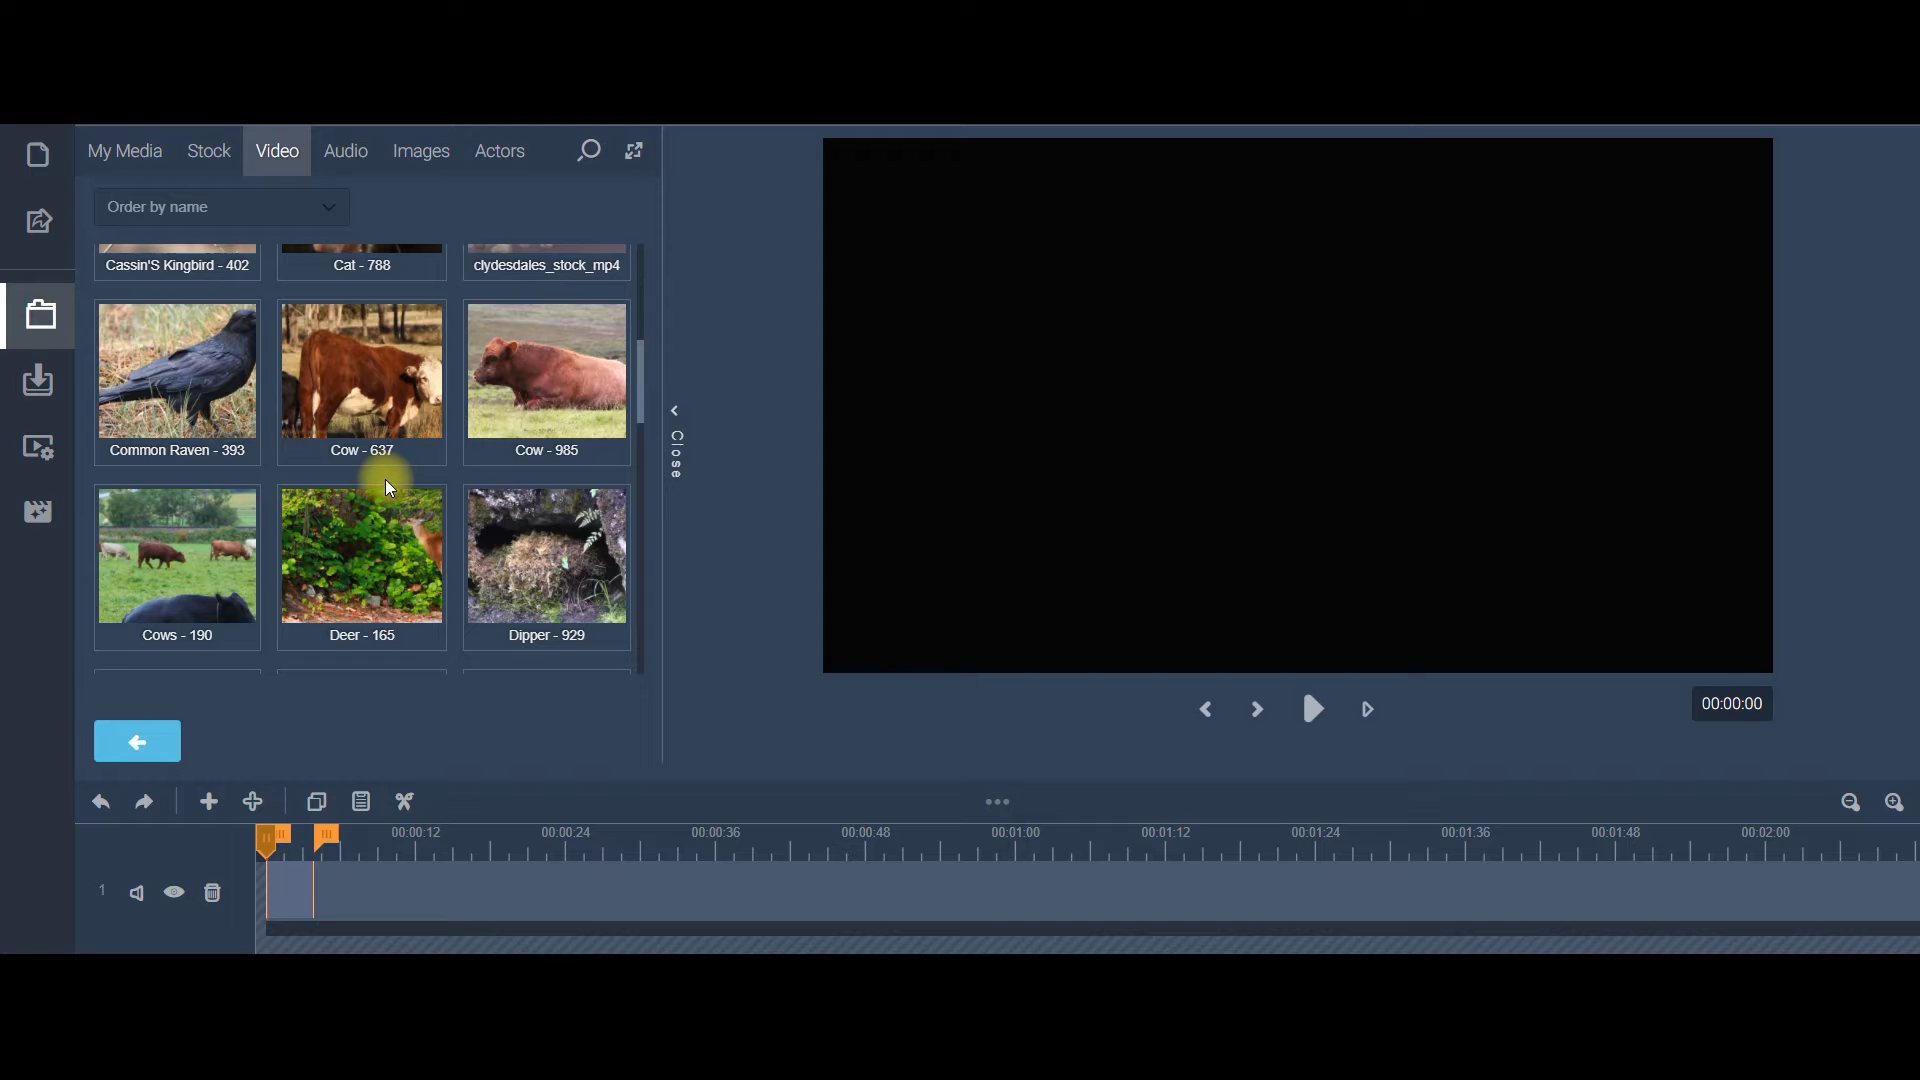 My Media Stock Video Audio Images Actors
Order by name
Cassin'S Kingbird - 402 Cat - 788 clydesdales_stock_mp4
Common Raven - 393 Cow - 637 Cow - 985
Close
Cows - 190 Deer - 165 Dipper - 929
00:00:00
00:00:12 00:00:24 00:00:36 00:00:48 00:01:00 00:01:12 00:01:24 00:01:36 00:01:48 00:02:00
1